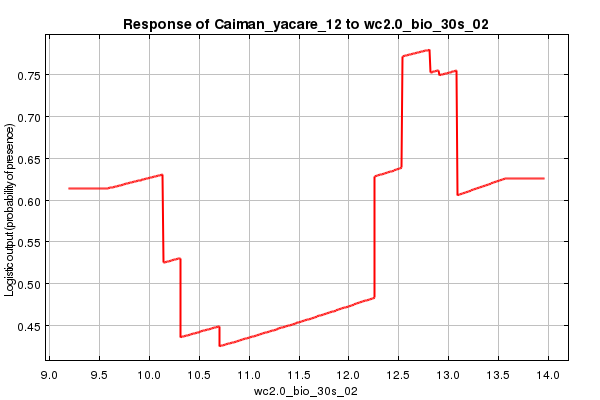 Response of Caiman_yacare_12 to wc2.0_bio_30s_02
Logistic output (probability of presence)
0.75
0.70
0.65
0.60
0.55
0.50
0.45
9.0 9.5 10.0 10.5 11.0 11.5 12.0 12.5 13.0 13.5 14.0
wc2.0_bio_30s_02